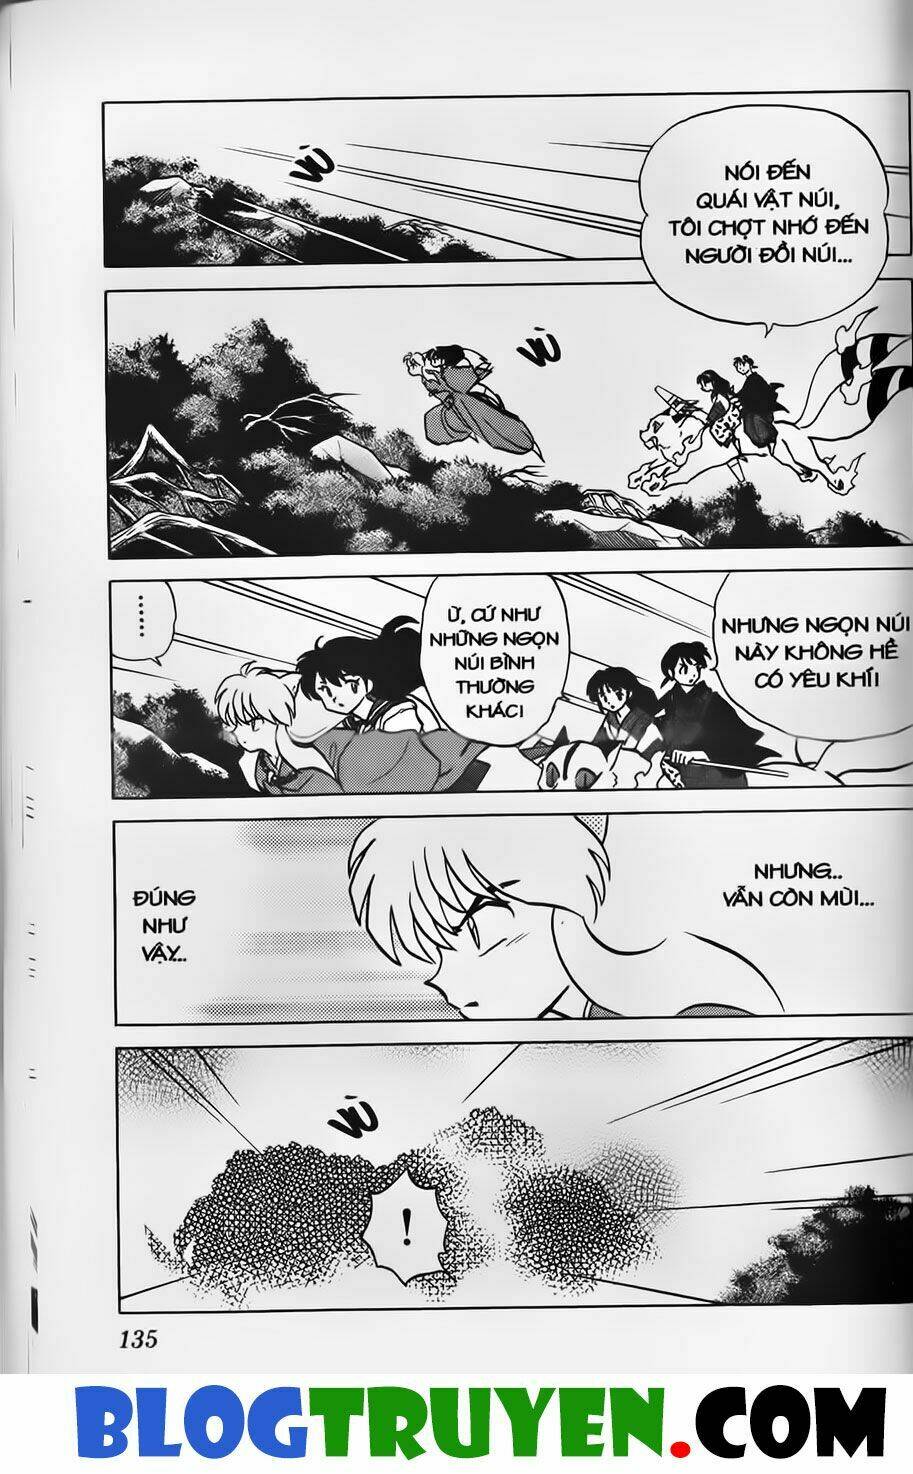 VÙ
NÓI ĐẾN
QUÁI VẬT NÚI,
TÔI CHỢT NHỚ ĐẾN
NGƯỜI ĐỒI NÚI...
VÙ
......
Ừ, CỨ NHƯ
NHỮNG NGỌN
NÚI BÌNH
THƯỜNG
KHÁC!
NHƯNG NGỌN NÚI
NÀY KHÔNG HỀ
CÓ YÊU KHÍ!
ĐÚNG
NHƯ
VẬY...
NHƯNG...
VẪN CÒN MÙI...
VÙ
!
135
BLOGTRUYEN.COM